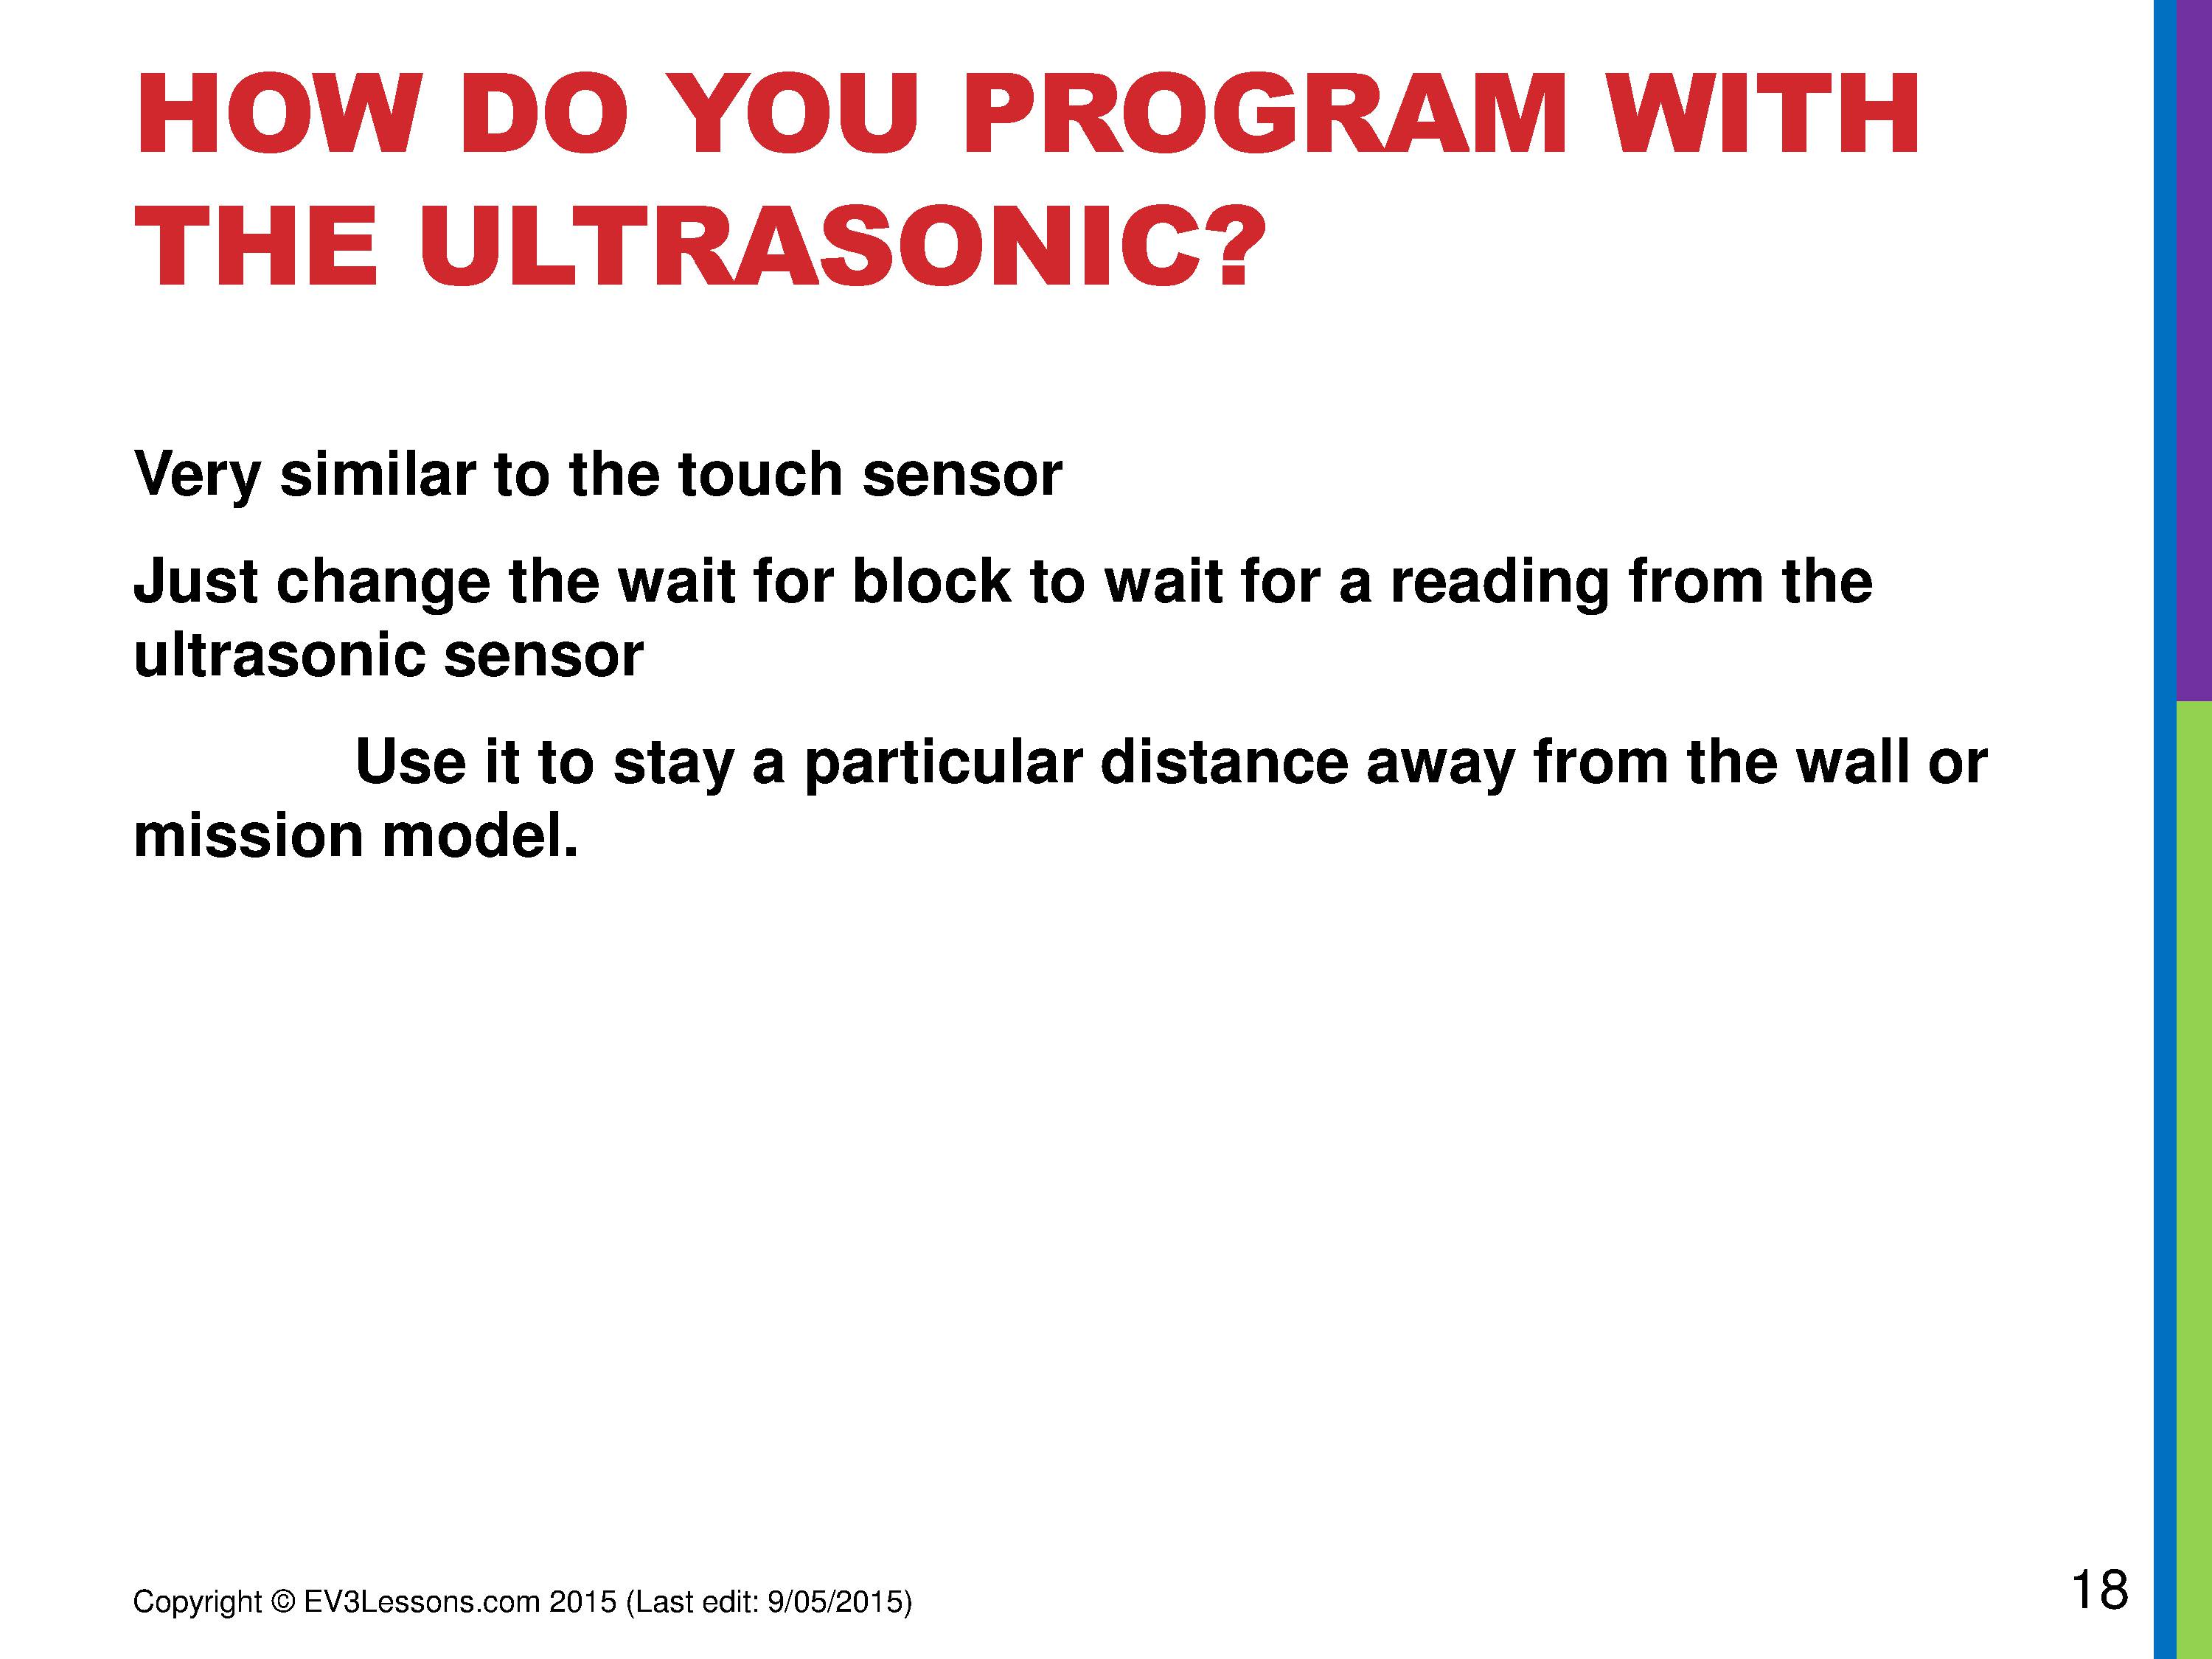 HOW DO YOU PROGRAM WITH
THE ULTRASONIC?
Very similar to the touch sensor
Just change the wait for block to wait for a reading from the
ultrasonic sensor
Use it to stay a particular distance away from the wall or
mission model.
Copyright © EV3Lessons.com 2015 (Last edit: 9/05/2015)
18